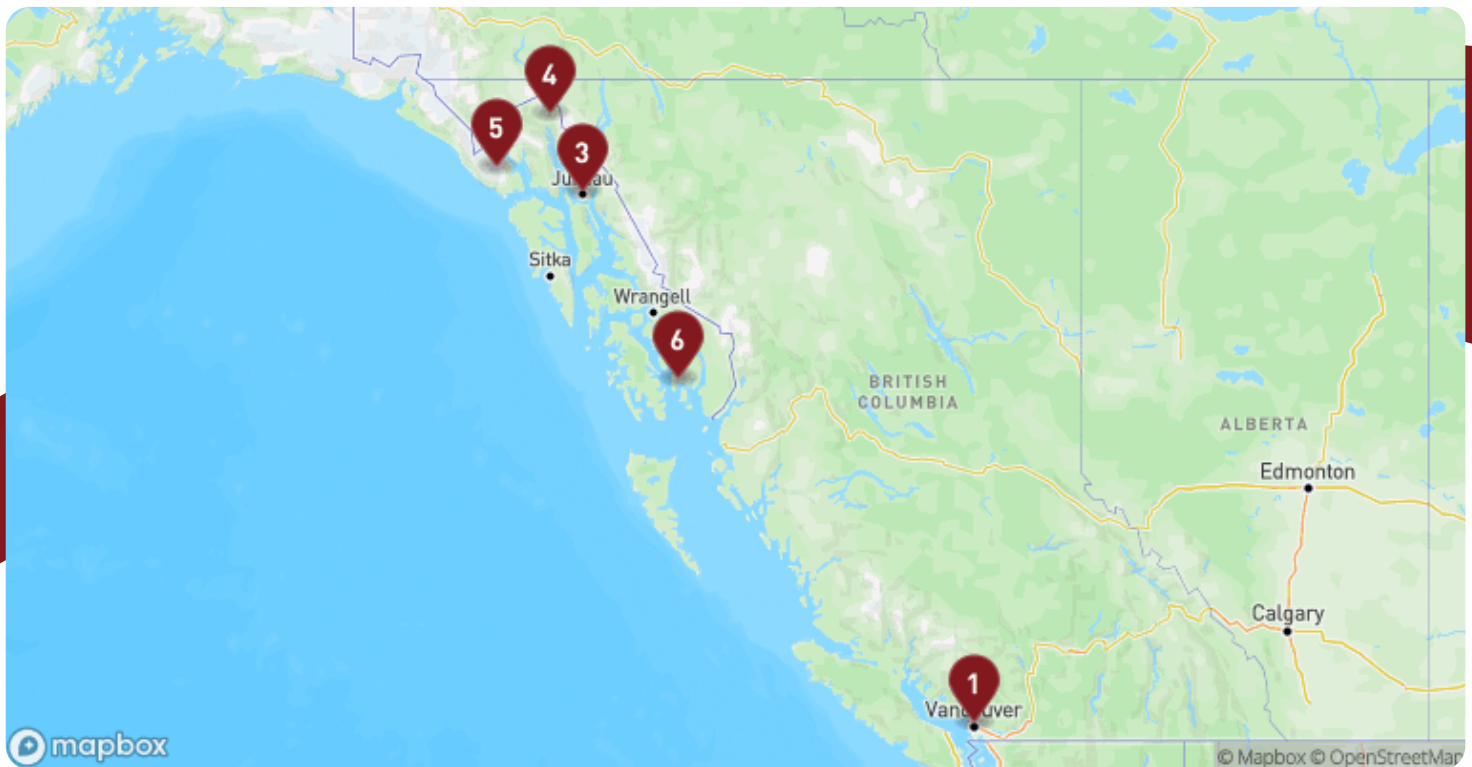 4
5
3
Juneau
Sitka
Wrangell
6
BRITISH
COLUMBIA
ALBERTA
Edmonton
Calgary
1
Vancouver
mapbox
© Mapbox © OpenStreetMap